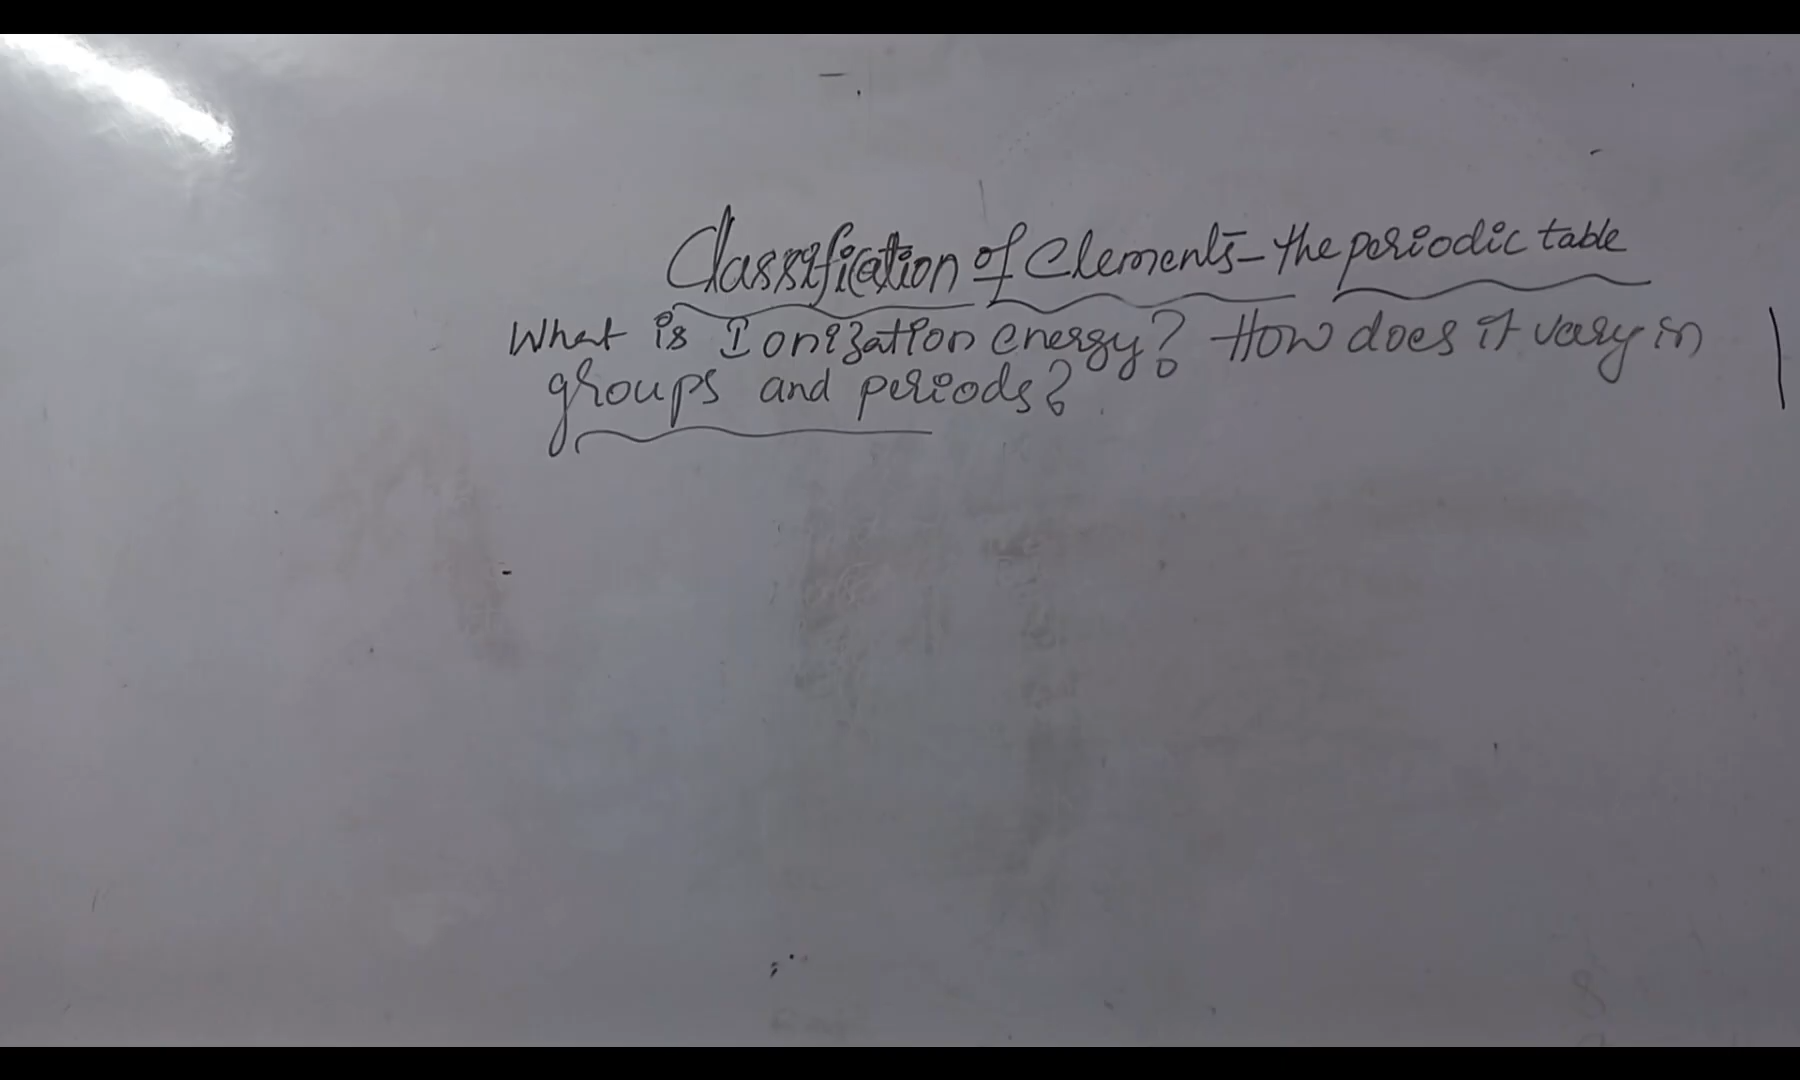 Classification of Elements - the periodic table
What is Ionization energy? How does it vary in
groups and periods?